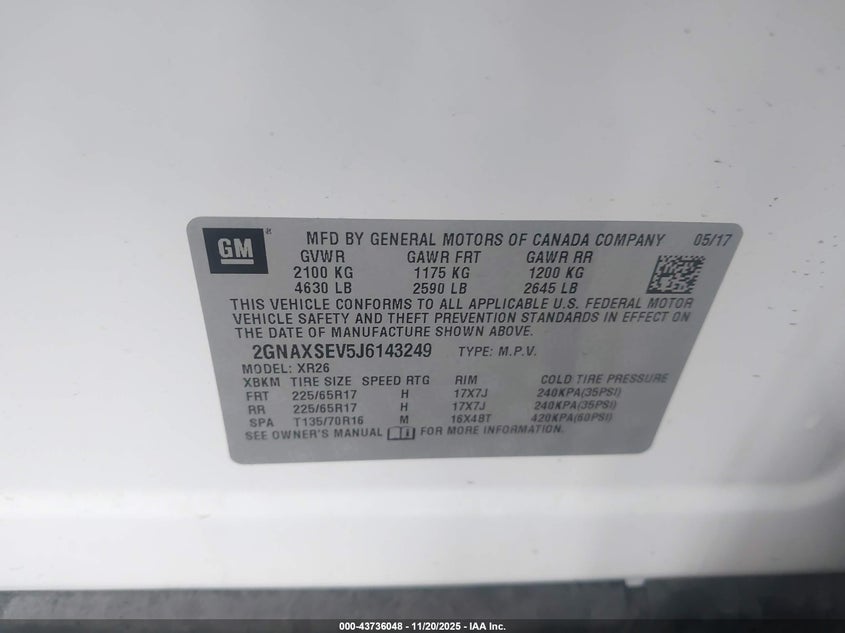 GM
MFD BY GENERAL MOTORS OF CANADA COMPANY 05/17
GVWR GAWR FRT GAWR RR
2100 KG 1175 KG 1200 KG
4630 LB 2590 LB 2645 LB
THIS VEHICLE CONFORMS TO ALL APPLICABLE U.S. FEDERAL MOTOR
VEHICLE SAFETY AND THEFT PREVENTION STANDARDS IN EFFECT ON
THE DATE OF MANUFACTURE SHOWN ABOVE.
2GNAXSEV5J6143249 TYPE: M.P.V.
MODEL: XR26
XBKM TIRE SIZE SPEED RTG RIM COLD TIRE PRESSURE
FRT 225/65R17 H 17X7J 240KPA(35PSI)
RR 225/65R17 H 17X7J 240KPA(35PSI)
SPA T135/70R16 M 16X4BT 420KPA(60PSI)
SEE OWNER'S MANUAL FOR MORE INFORMATION.
000-43736048 - 11/20/2025 - IAA Inc.